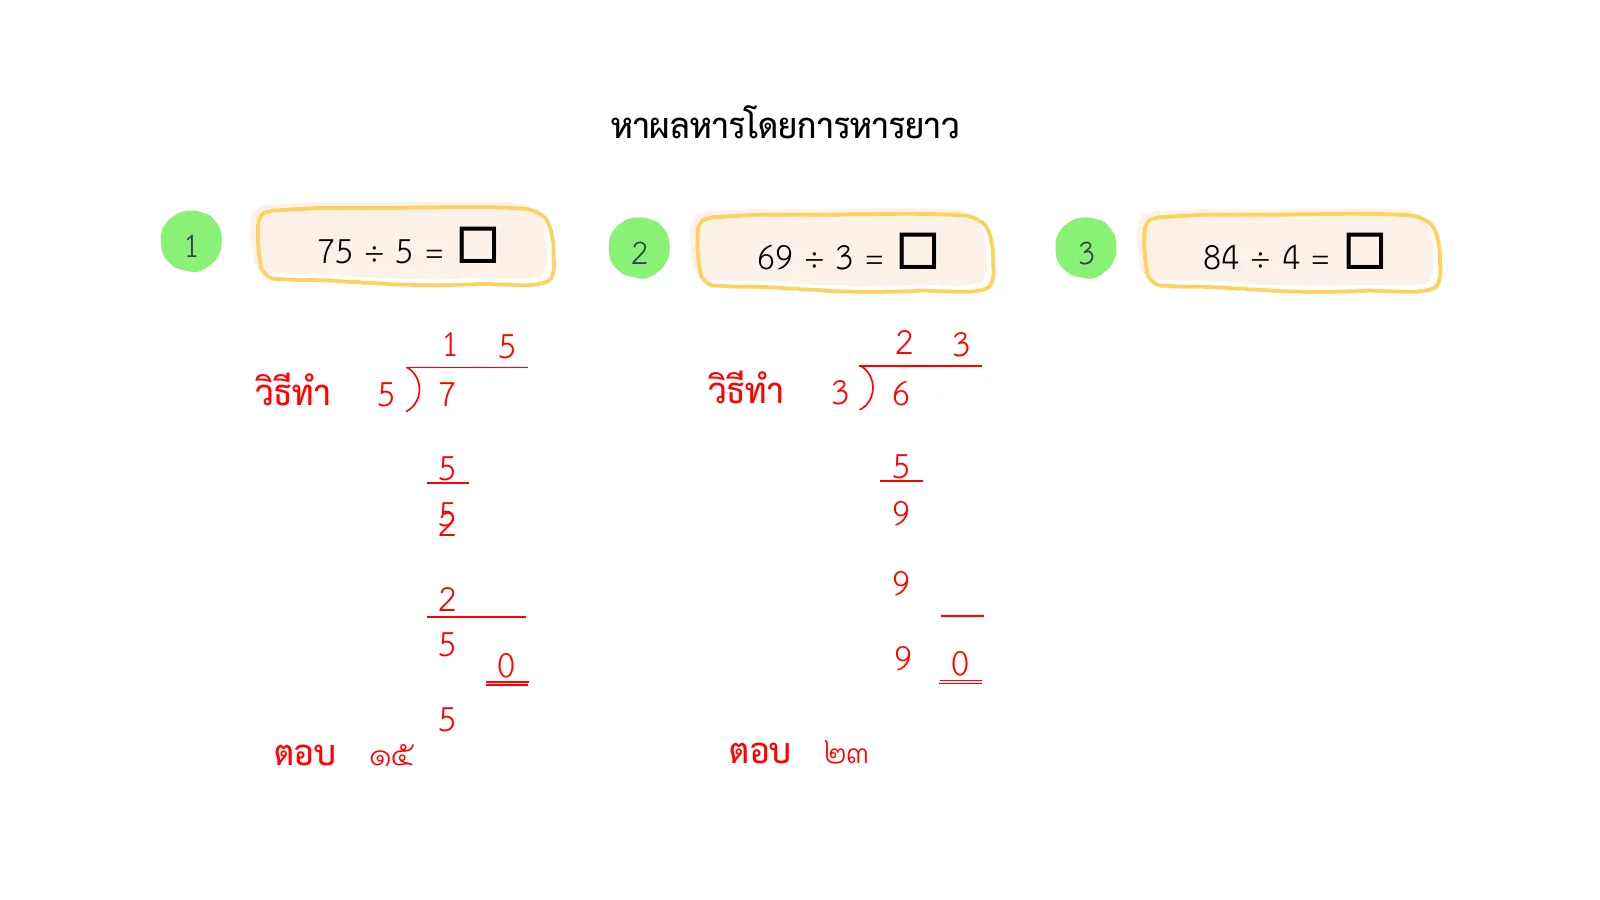 หาผลหารโดยการหารยาว
1
75 ÷ 5 = □
2
69 ÷ 3 = □
3
84 ÷ 4 = □
1 5
วิธีทำ 5 ) 7
5
5
2
2
5
0
5
ตอบ ๑๕
2 3
วิธีทำ 3 ) 6
5
9
9
9 0
ตอบ ๒๓